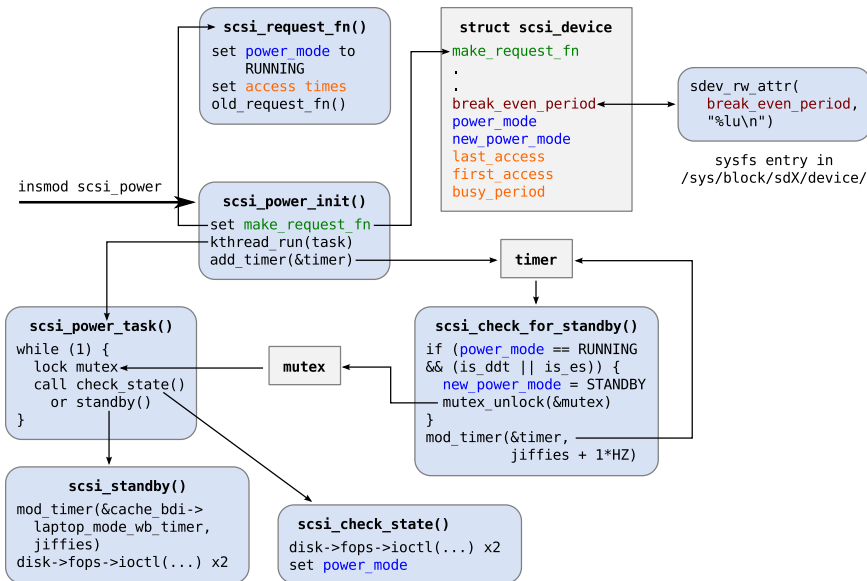 scsi_request_fn()
set power_mode to
RUNNING
set access times
old_request_fn()
struct scsi_device
make_request_fn
.
.
break_even_period
power_mode
new_power_mode
last_access
first_access
busy_period
sdev_rw_attr(
break_even_period,
"%lu\n")
sysfs entry in
/sys/block/sdX/device/
insmod scsi_power
scsi_power_init()
set make_request_fn
kthread_run(task)
add_timer(&timer)
timer
scsi_power_task()
while (1) {
lock mutex
call check_state()
or standby()
}
mutex
scsi_check_for_standby()
if (power_mode == RUNNING
&& (is_ddt || is_es)) {
new_power_mode = STANDBY
mutex_unlock(&mutex)
}
mod_timer(&timer,
jiffies + 1*HZ)
scsi_standby()
mod_timer(&cache_bdi->
laptop_mode_wb_timer,
jiffies)
disk->fops->ioctl(...) x2
scsi_check_state()
disk->fops->ioctl(...) x2
set power_mode